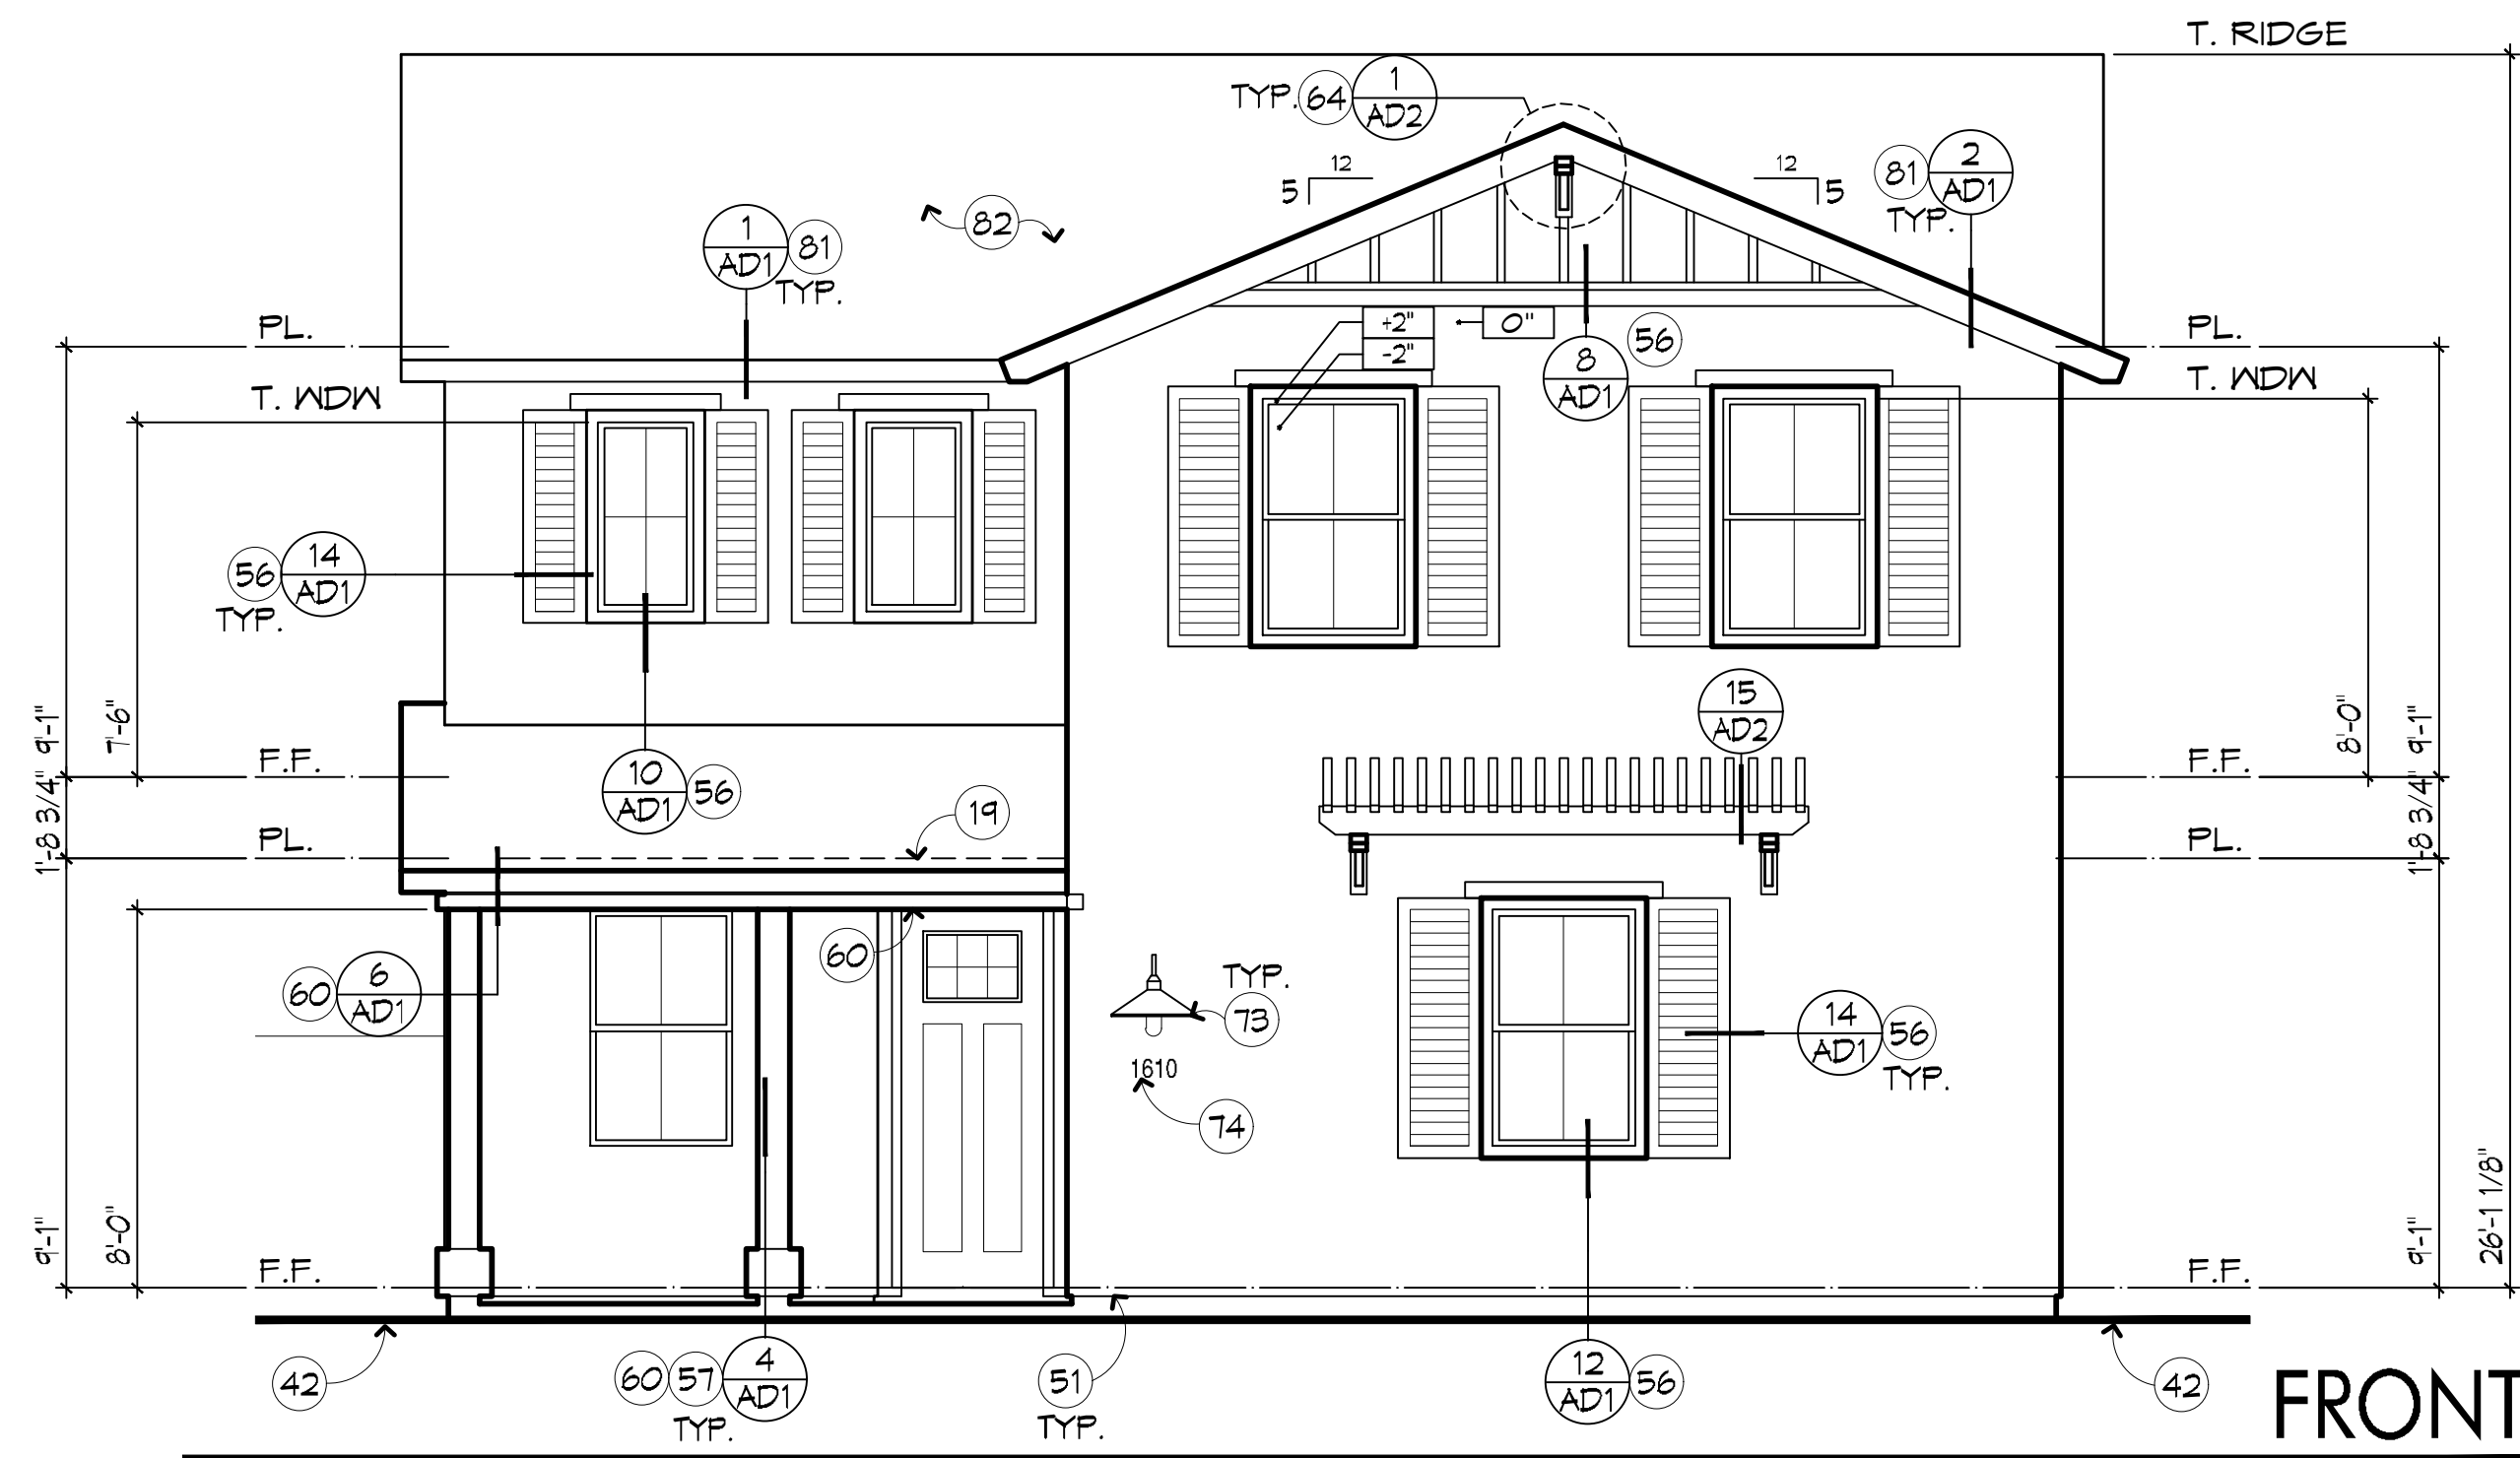 T. RIDGE
TYP. 64 1
AD2
12
5
12
5
81 2
AD1
TYP.
1
AD1 81
TYP.
82
PL.
PL.
+2"
-2"
0"
56
8
AD1
T. WDW
T. WDW
56 14
AD1
TYP.
15
AD2
9'-1"
7'-6"
8'-0"
9'-1"
F.F.
F.F.
10
AD1 56
19
1'-8 3/4"
1'-8 3/4"
PL.
PL.
60 6
AD1
60
TYP.
73
14
AD1 56
TYP.
1610
74
9'-1"
8'-0"
9'-1"
26'-1 1/8"
F.F.
F.F.
42
60 57 4
AD1
TYP.
51
TYP.
12
AD1 56
42
FRONT